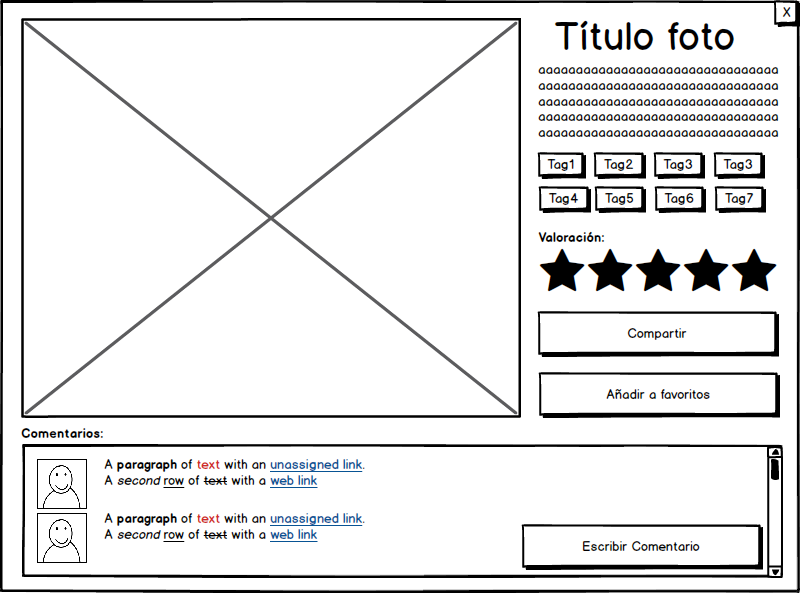 X
Título foto
aaaaaaaaaaaaaaaaaaaaaaaaaaaaaaaa
aaaaaaaaaaaaaaaaaaaaaaaaaaaaaaaa
aaaaaaaaaaaaaaaaaaaaaaaaaaaaaaaa
aaaaaaaaaaaaaaaaaaaaaaaaaaaaaaaa
aaaaaaaaaaaaaaaaaaaaaaaaaaaaaaaa
Tag1 Tag2 Tag3 Tag3
Tag4 Tag5 Tag6 Tag7
Valoración:
Compartir
Añadir a favoritos
Comentarios:
A paragraph of text with an unassigned link.
A second row of text with a web link
A paragraph of text with an unassigned link.
A second row of text with a web link
Escribir Comentario